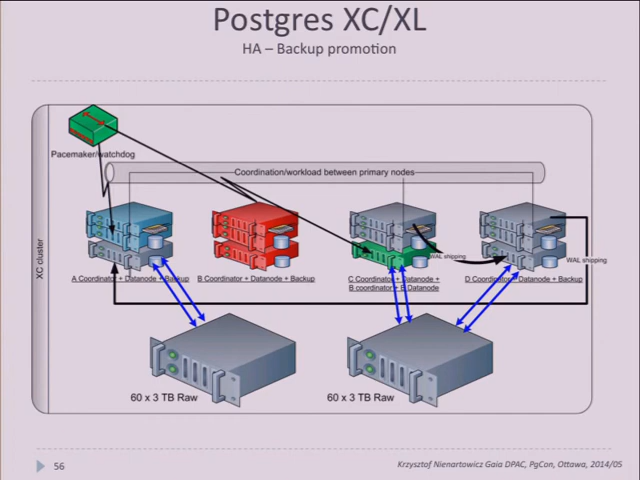 Postgres XC/XL
HA – Backup promotion
Pacemaker/watchdog
Coordination/workload between primary nodes
XC cluster
WAL shipping
WAL shipping
A Coordinator + Datanode + Backup
B Coordinator + Datanode + Backup
C Coordinator + Datanode +
B coordinator + B Datanode
D Coordinator + Datanode + Backup
60 x 3 TB Raw
60 x 3 TB Raw
56
Krzysztof Nienartowicz Gaia DPAC, PgCon, Ottawa, 2014/05